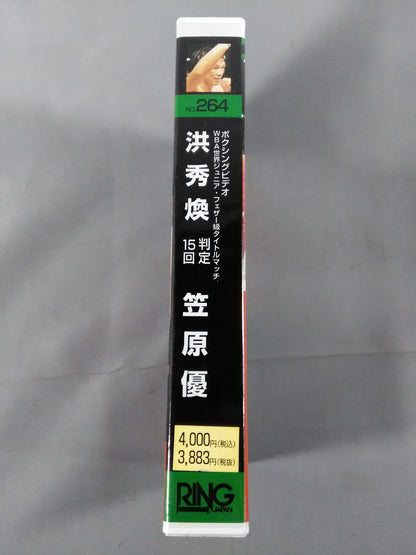 NO.264
ボクシングビデオ
WBA世界ジュニア・フェザー級タイトルマッチ
洪秀煥
判定
15回
笠原優
4,000円(税込)
3,883円(税抜)
RING
JAPAN